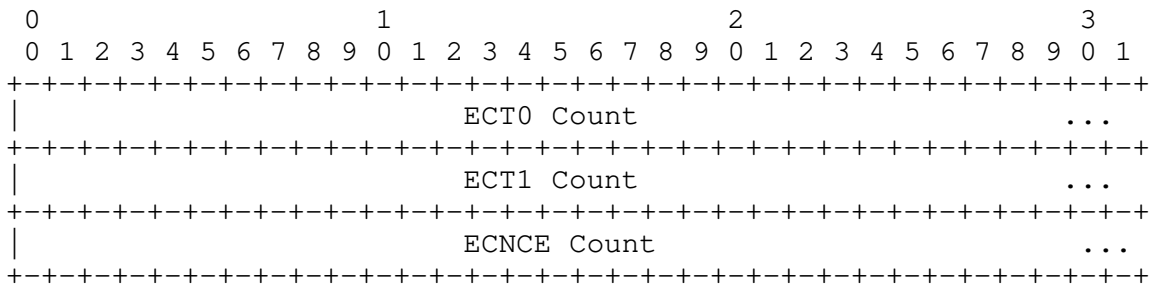 0                   1                   2                   3
 0 1 2 3 4 5 6 7 8 9 0 1 2 3 4 5 6 7 8 9 0 1 2 3 4 5 6 7 8 9 0 1
+-+-+-+-+-+-+-+-+-+-+-+-+-+-+-+-+-+-+-+-+-+-+-+-+-+-+-+-+-+-+-+-+
|                         ECT0 Count                        ...
+-+-+-+-+-+-+-+-+-+-+-+-+-+-+-+-+-+-+-+-+-+-+-+-+-+-+-+-+-+-+-+-+
|                         ECT1 Count                        ...
+-+-+-+-+-+-+-+-+-+-+-+-+-+-+-+-+-+-+-+-+-+-+-+-+-+-+-+-+-+-+-+-+
|                         ECNCE Count                        ...
+-+-+-+-+-+-+-+-+-+-+-+-+-+-+-+-+-+-+-+-+-+-+-+-+-+-+-+-+-+-+-+-+